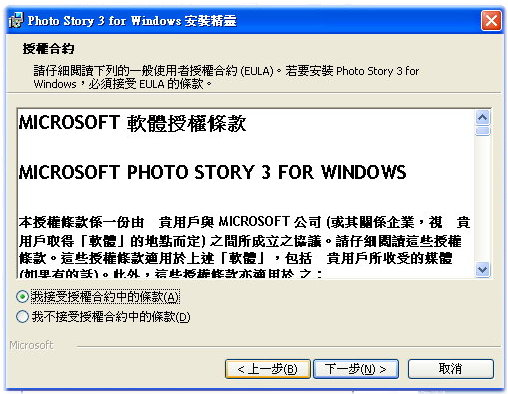 Photo Story 3 for Windows 安裝精靈
授權合約
請仔細閱讀下列的一般使用者授權合約 (EULA)。若要安裝 Photo Story 3 for
Windows，必須接受 EULA 的條款。
MICROSOFT 軟體授權條款
MICROSOFT PHOTO STORY 3 FOR WINDOWS
本授權條款係一份由　貴用戶與 MICROSOFT 公司 (或其關係企業，視　貴
用戶取得「軟體」的地點而定) 之間所成立之協議。請仔細閱讀這些授權
條款。這些授權條款適用於上述「軟體」，包括　貴用戶所收受的媒體
(如果有的話)。此外，這些授權條款亦適用於 之：
我接受授權合約中的條款(A)
我不接受授權合約中的條款(D)
Microsoft
< 上一步(B)
下一步(N) >
取消